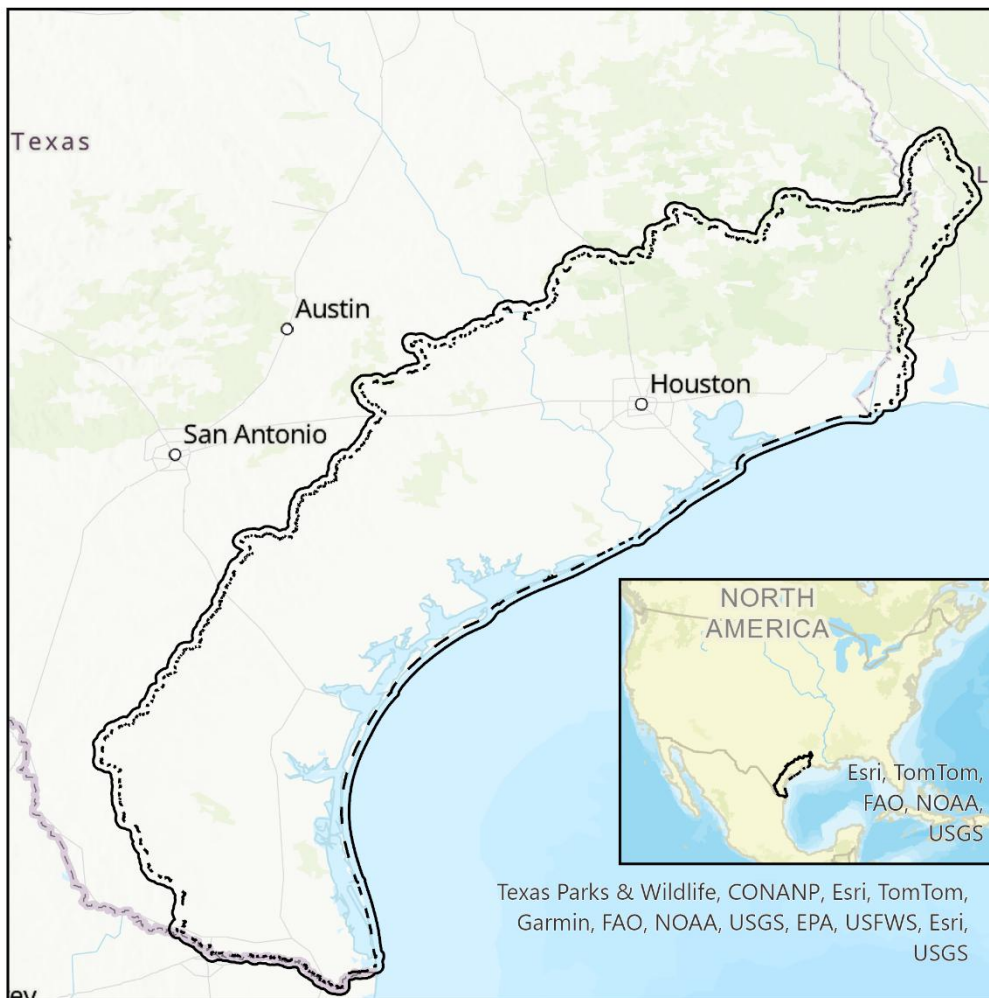 Texas
L
Austin
Houston
San Antonio
NORTH
AMERICA
Esri, TomTom,
FAO, NOAA,
USGS
Texas Parks & Wildlife, CONANP, Esri, TomTom,
Garmin, FAO, NOAA, USGS, EPA, USFWS, Esri,
USGS
ey